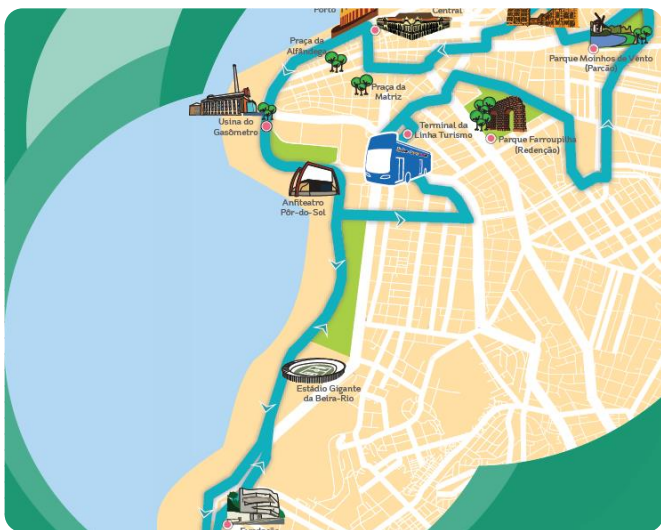 Porto
Central
Praça da
Alfândega
Parque Moinhos de Vento
(Parcão)
Praça da
Matriz
Usina do
Gasômetro
Terminal da
Linha Turismo
Parque Farroupilha
(Redenção)
Anfiteatro
Pôr-do-Sol
Estádio Gigante
da Beira-Rio
Fundação